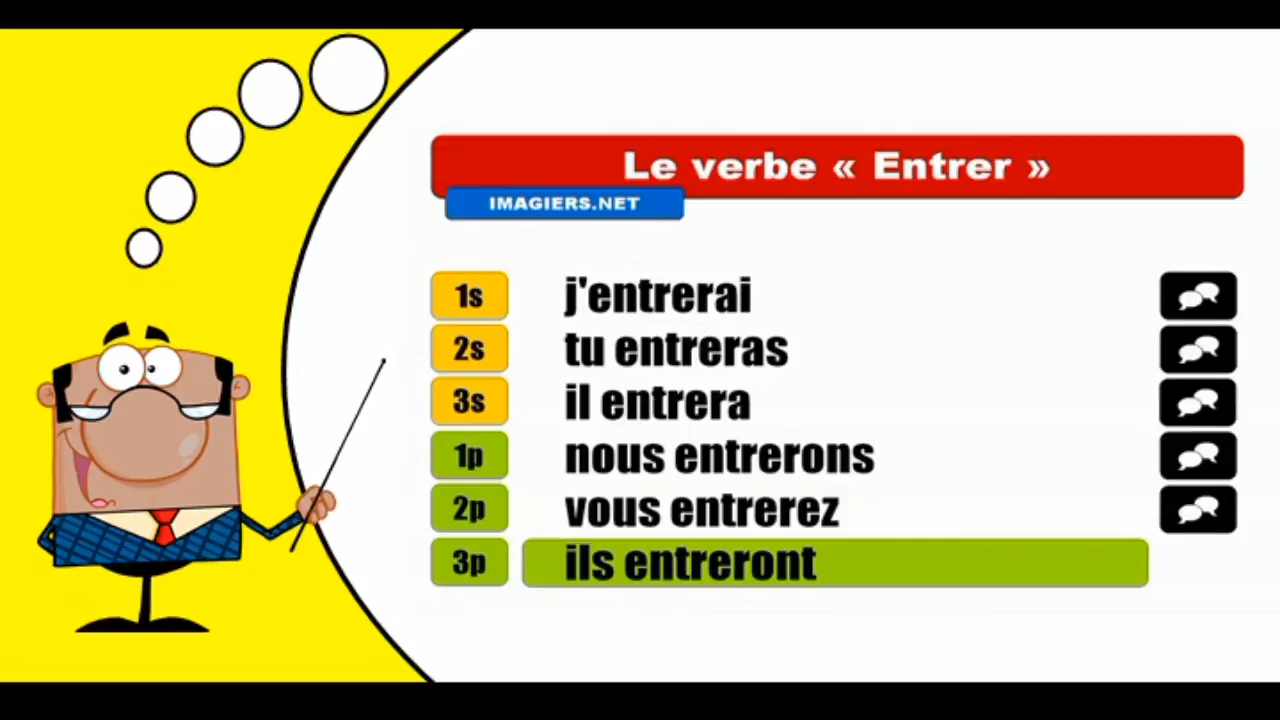 Le verbe « Entrer »
IMAGIERS.NET
1s j'entrerai
2s tu entreras
3s il entrera
1p nous entrerons
2p vous entrerez
3p ils entreront